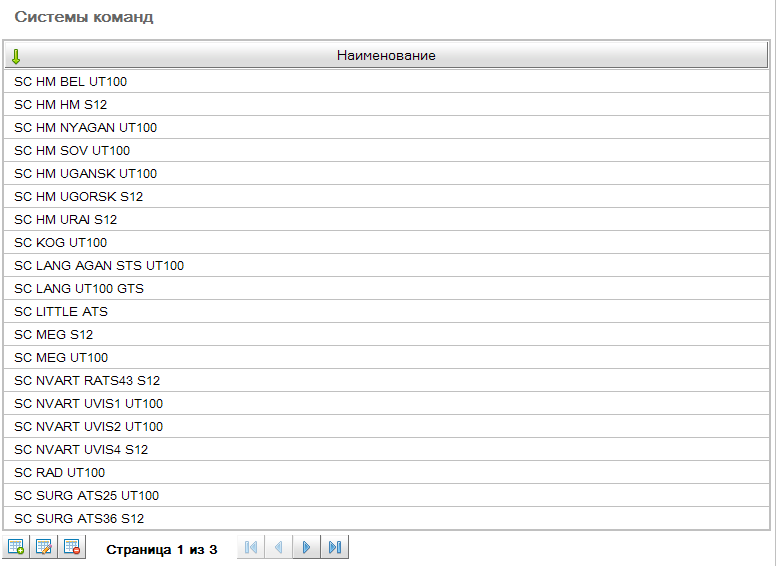 Системы команд
Наименование
SC HM BEL UT100
SC HM HM S12
SC HM NYAGAN UT100
SC HM SOV UT100
SC HM UGANSK UT100
SC HM UGORSK S12
SC HM URAI S12
SC KOG UT100
SC LANG AGAN STS UT100
SC LANG UT100 GTS
SC LITTLE ATS
SC MEG S12
SC MEG UT100
SC NVART RATS43 S12
SC NVART UVIS1 UT100
SC NVART UVIS2 UT100
SC NVART UVIS4 S12
SC RAD UT100
SC SURG ATS25 UT100
SC SURG ATS36 S12
Страница 1 из 3